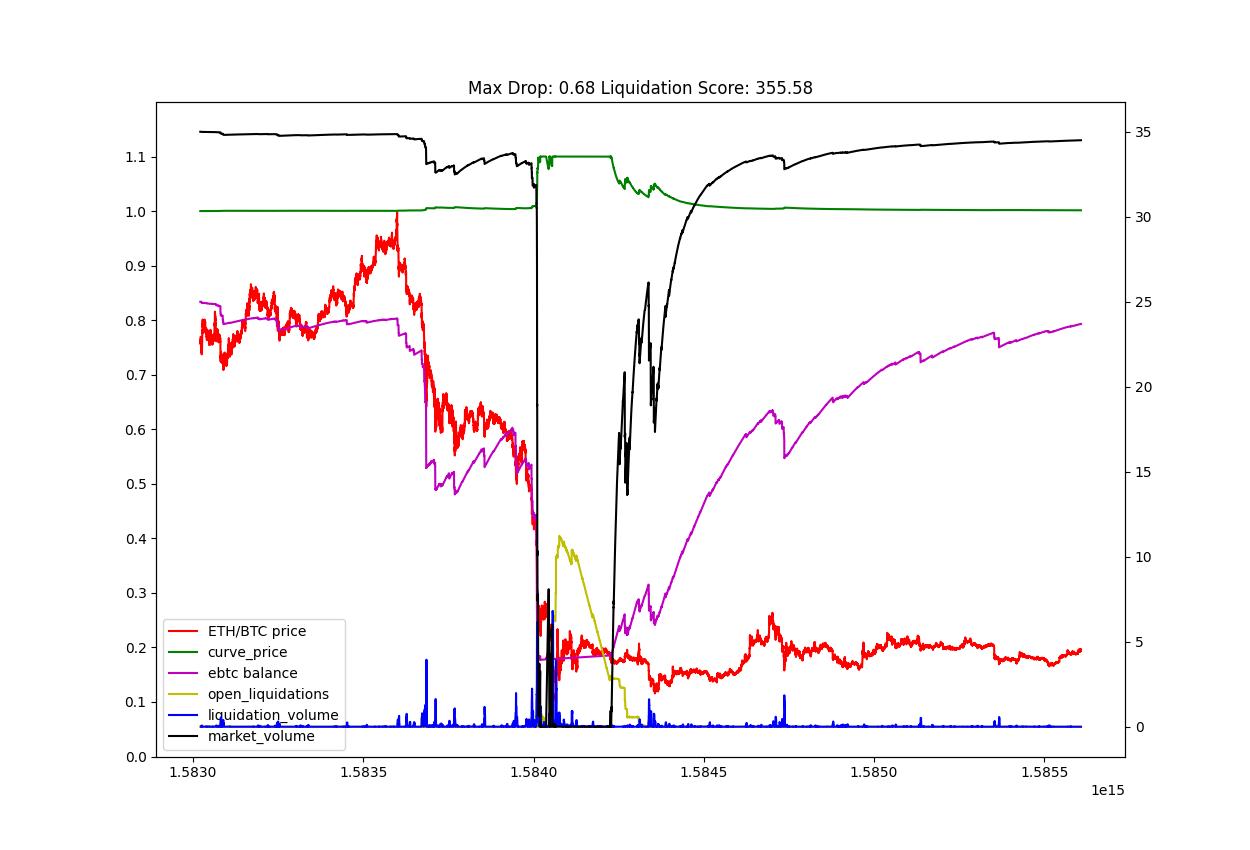 Max Drop: 0.68 Liquidation Score: 355.58
1.1
1.0
0.9
0.8
0.7
0.6
0.5
0.4
0.3
0.2
0.1
0.0
35
30
25
20
15
10
5
0
ETH/BTC price
curve_price
ebtc balance
open_liquidations
liquidation_volume
market_volume
1.5830 1.5835 1.5840 1.5845 1.5850 1.5855
1e15